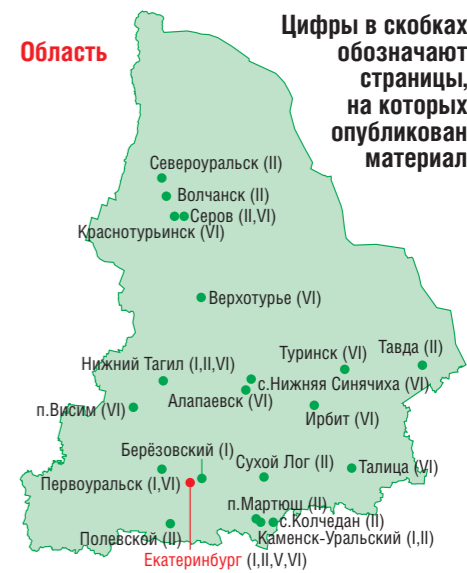 Область
Цифры в скобках
обозначают
страницы,
на которых
опубликован
материал
Североуральск (II)
Волчанск (II)
Серов (II,VI)
Краснотурьинск (VI)
Верхотурье (VI)
Нижний Тагил (I,II,VI)
Туринск (VI)
Тавда (II)
с.Нижняя Синячиха (VI)
Алапаевск (VI)
п.Висим (VI)
Ирбит (VI)
Берёзовский (I)
Сухой Лог (II)
Талица (VI)
Первоуральск (I,VI)
п.Мартюш (II)
с.Колчедан (II)
Полевской (II)
Каменск-Уральский (I,II)
Екатеринбург (I,II,V,VI)